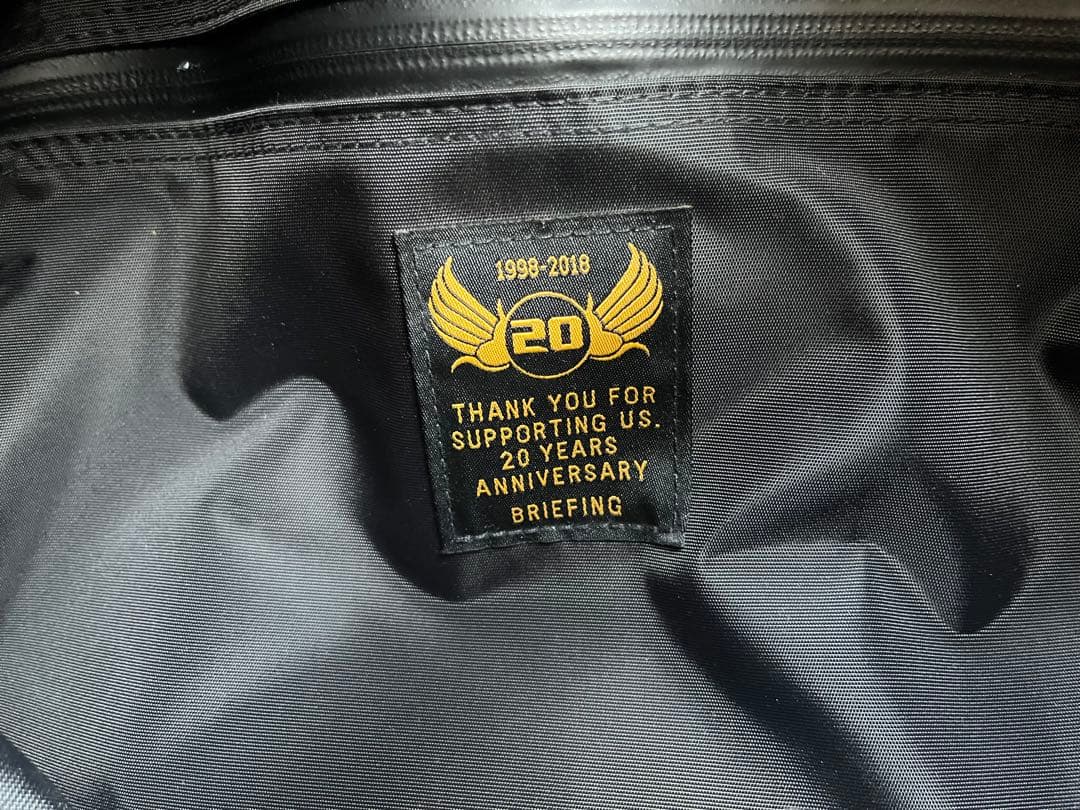 1998-2018
20
THANK YOU FOR
SUPPORTING US.
20 YEARS
ANNIVERSARY
BRIEFING